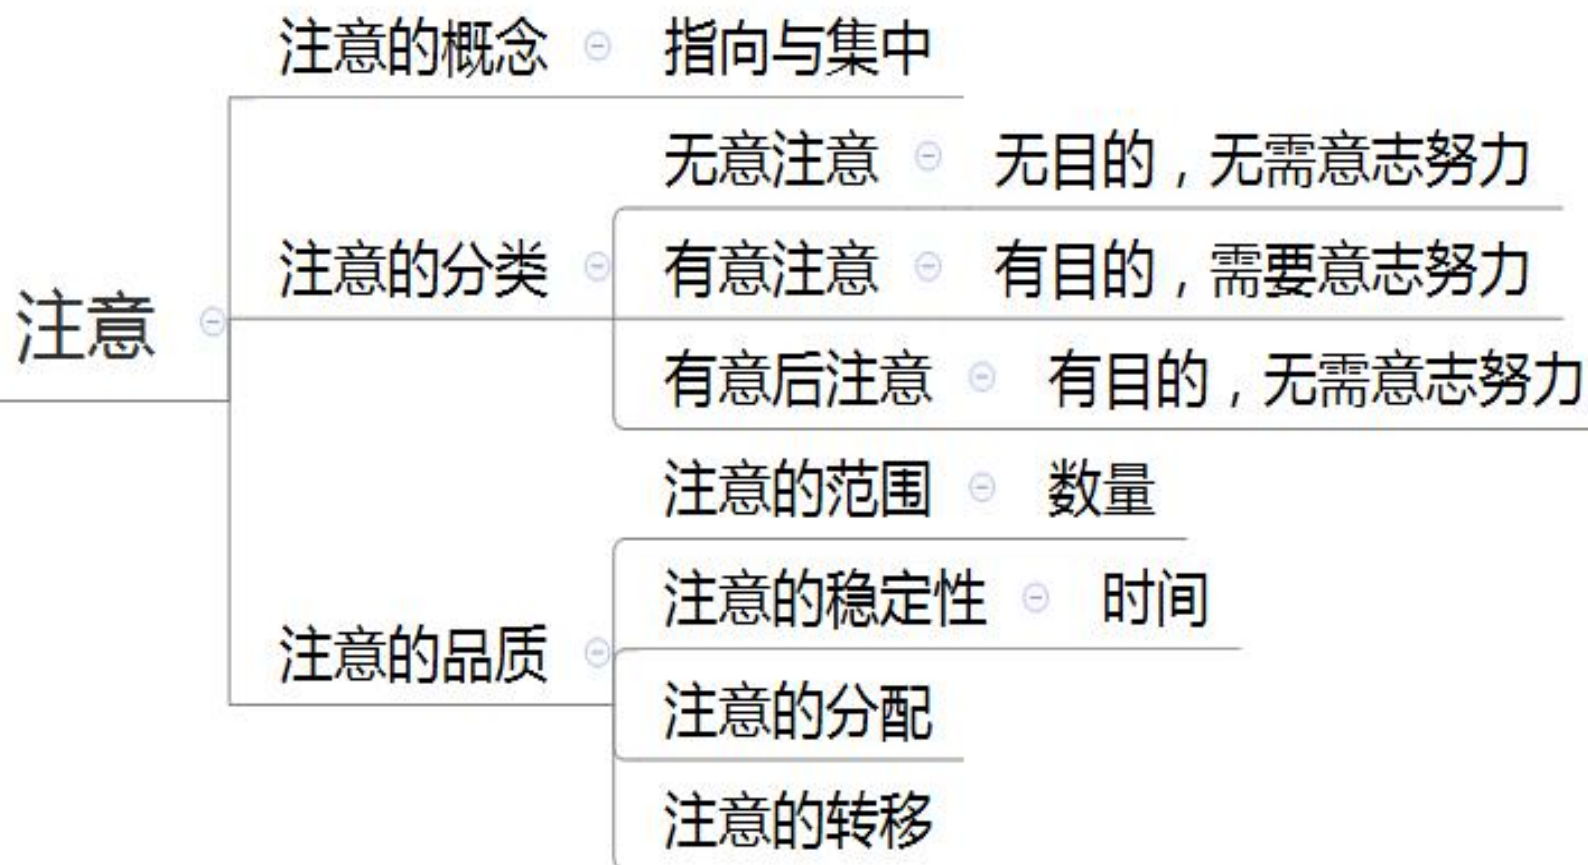 注意
注意的概念 指向与集中
注意的分类
无意注意 无目的，无需意志努力
有意注意 有目的，需要意志努力
有意后注意 有目的，无需意志努力
注意的品质
注意的范围 数量
注意的稳定性 时间
注意的分配
注意的转移